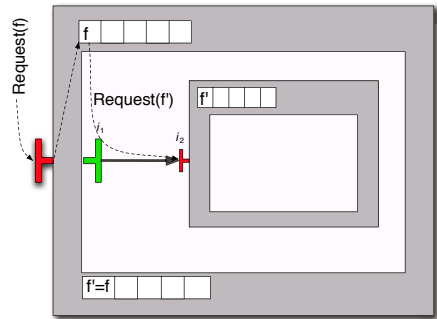 Request(f)
f
Request(f')
f'
i₁
i₂
f'=f